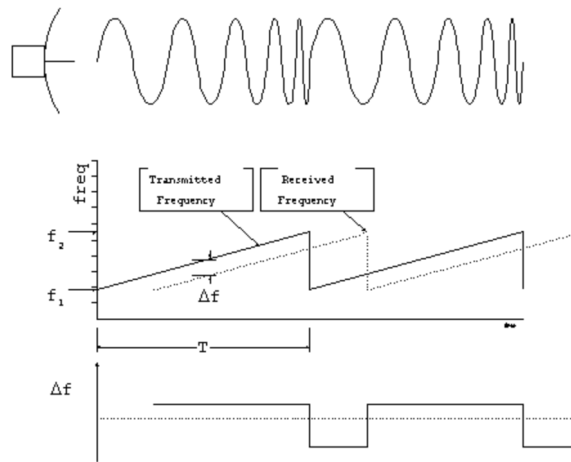 Transmitted
Frequency
Received
Frequency
freq
f₂
f₁
Δf
T
Δf